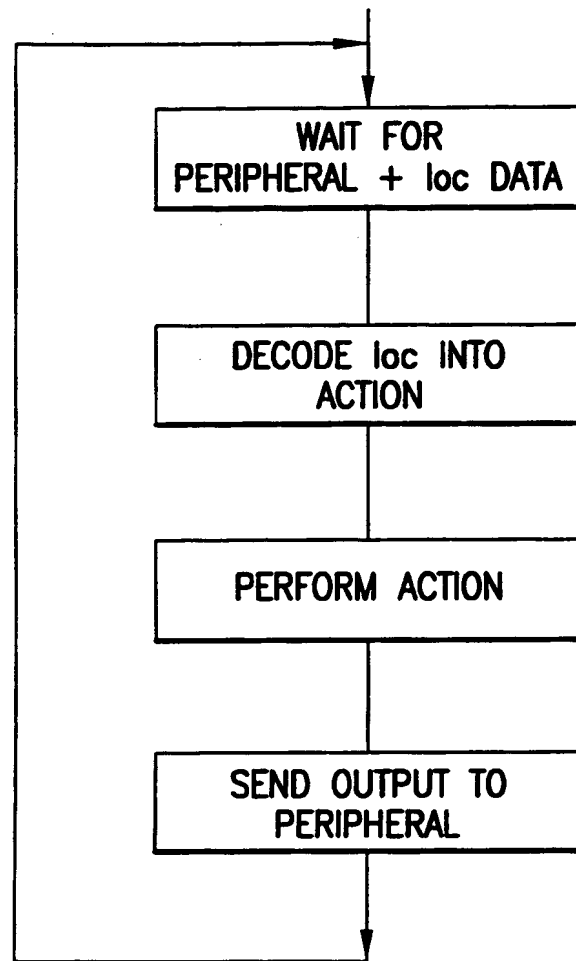 WAIT FOR
PERIPHERAL + loc DATA
DECODE loc INTO
ACTION
PERFORM ACTION
SEND OUTPUT TO
PERIPHERAL